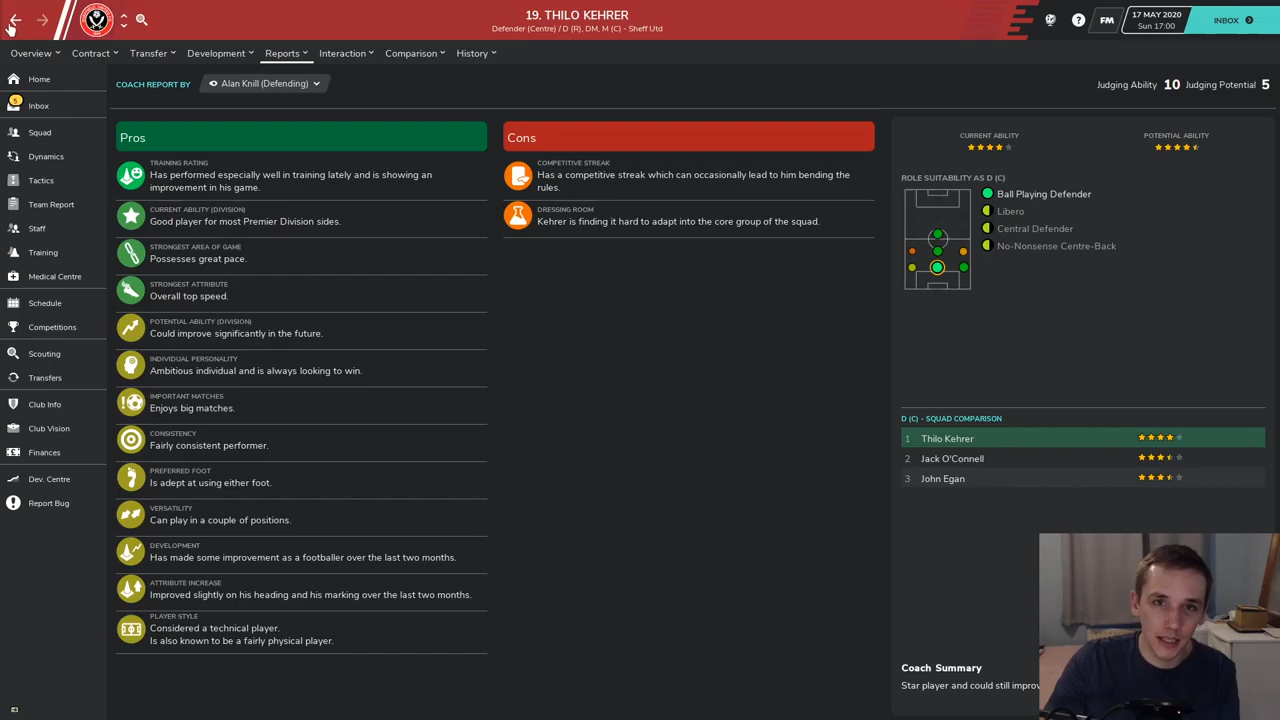 19. THILO KEHRER
Defender (Centre) / D (R), DM, M (C) - Sheff Utd
FM
17 MAY 2020
Sun 17:00
INBOX
Overview
Contract
Transfer
Development
Reports
Interaction
Comparison
History
Home
5
Inbox
Squad
Dynamics
Tactics
Team Report
Staff
Training
Medical Centre
Schedule
Competitions
Scouting
Transfers
Club Info
Club Vision
Finances
Dev. Centre
Report Bug
COACH REPORT BY
Alan Knill (Defending)
Judging Ability 10 Judging Potential 5
Pros
TRAINING RATING
Has performed especially well in training lately and is showing an
improvement in his game.
CURRENT ABILITY (DIVISION)
Good player for most Premier Division sides.
STRONGEST AREA OF GAME
Possesses great pace.
STRONGEST ATTRIBUTE
Overall top speed.
POTENTIAL ABILITY (DIVISION)
Could improve significantly in the future.
INDIVIDUAL PERSONALITY
Ambitious individual and is always looking to win.
IMPORTANT MATCHES
Enjoys big matches.
CONSISTENCY
Fairly consistent performer.
PREFERRED FOOT
Is adept at using either foot.
VERSATILITY
Can play in a couple of positions.
DEVELOPMENT
Has made some improvement as a footballer over the last two months.
ATTRIBUTE INCREASE
Improved slightly on his heading and his marking over the last two months.
PLAYER STYLE
Considered a technical player.
Is also known to be a fairly physical player.
Cons
COMPETITIVE STREAK
Has a competitive streak which can occasionally lead to him bending the
rules.
DRESSING ROOM
Kehrer is finding it hard to adapt into the core group of the squad.
CURRENT ABILITY
POTENTIAL ABILITY
ROLE SUITABILITY AS D (C)
Ball Playing Defender
Libero
Central Defender
No-Nonsense Centre-Back
D (C) - SQUAD COMPARISON
1 Thilo Kehrer
2 Jack O'Connell
3 John Egan
Coach Summary
Star player and could still improv